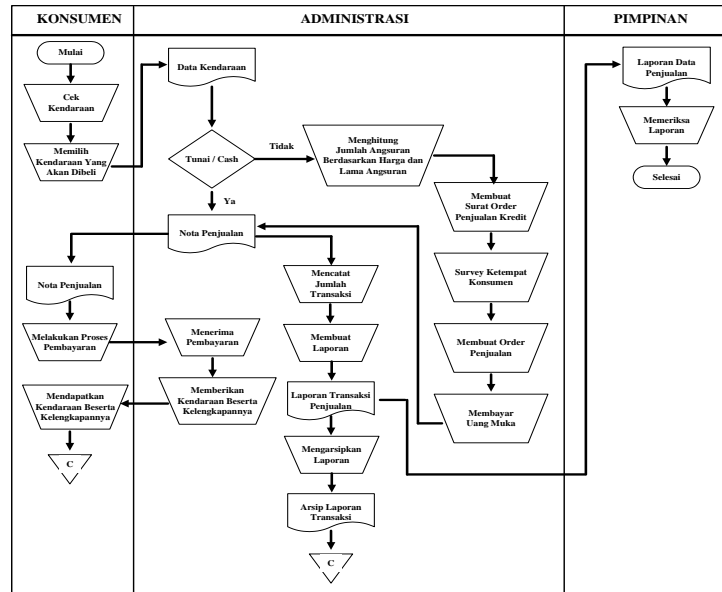 KONSUMEN
ADMINISTRASI
PIMPINAN
Mulai
Cek
Kendaraan
Memilih
Kendaraan Yang
Akan Dibeli
Nota Penjualan
Melakukan Proses
Pembayaran
Mendapatkan
Kendaraan Beserta
Kelengkapannya
C
Data Kendaraan
Tunai / Cash
Tidak
Ya
Menghitung
Jumlah Angsuran
Berdasarkan Harga dan
Lama Angsuran
Membuat
Surat Order
Penjualan Kredit
Survey Ketempat
Konsumen
Membuat Order
Penjualan
Membayar
Uang Muka
Nota Penjualan
Menerima
Pembayaran
Memberikan
Kendaraan Beserta
Kelengkapannya
Mencatat
Jumlah
Transaksi
Membuat
Laporan
Laporan Transaksi
Penjualan
Mengarsipkan
Laporan
Arsip Laporan
Transaksi
C
Laporan Data
Penjualan
Memeriksa
Laporan
Selesai